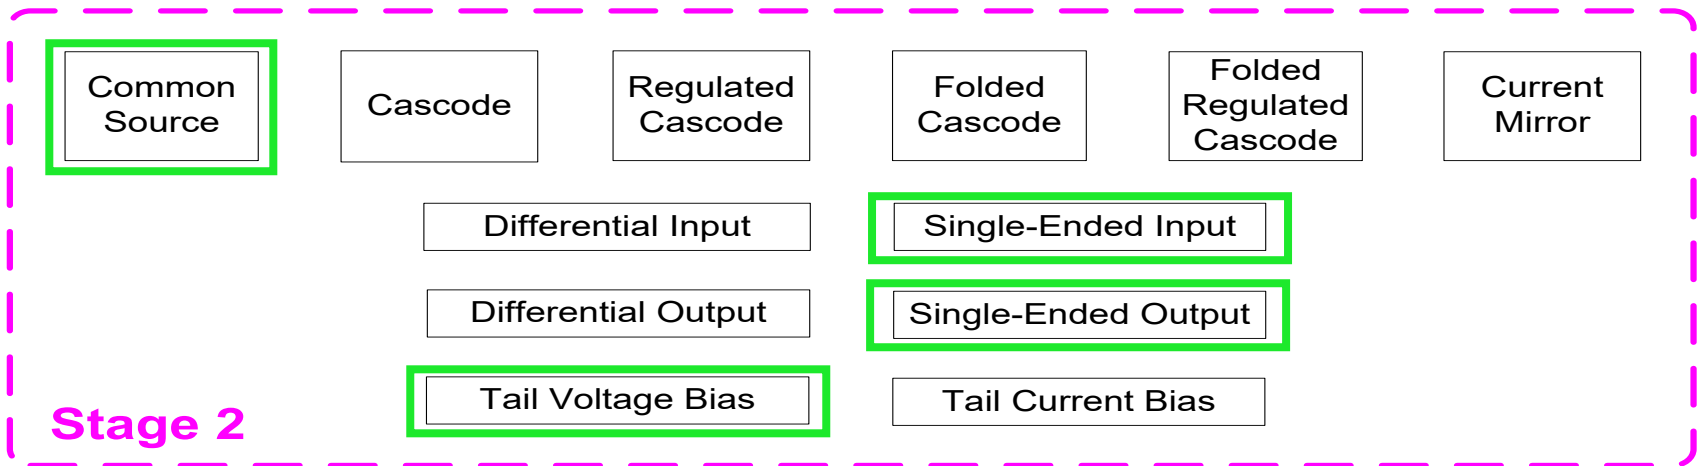 Common
Source
Cascode
Regulated
Cascode
Folded
Cascode
Folded
Regulated
Cascode
Current
Mirror
Differential Input
Single-Ended Input
Differential Output
Single-Ended Output
Tail Voltage Bias
Tail Current Bias
Stage 2